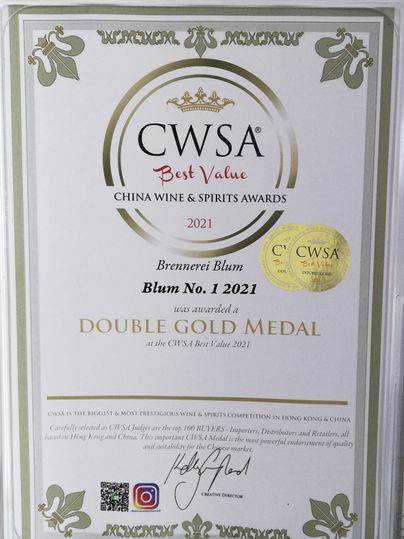 CWSA®
Best Value
CHINA WINE & SPIRITS AWARDS
2021
CWSA
Best Value
Brennerei Blum
Blum No. 1 2021
was awarded a
DOUBLE GOLD MEDAL
at the CWSA Best Value 2021
CWSA IS THE BIGGEST & MOST PRESTIGIOUS WINE & SPIRITS COMPETITION IN HONG KONG & CHINA
Carefully selected as CWSA Judges are the top 100 BUYERS - Importers, Distributors and Retailers, all
based in Hong Kong and China. This important CWSA Medal is the most powerful endorsement of quality
and suitability for the Chinese market.
CREATIVE DIRECTOR